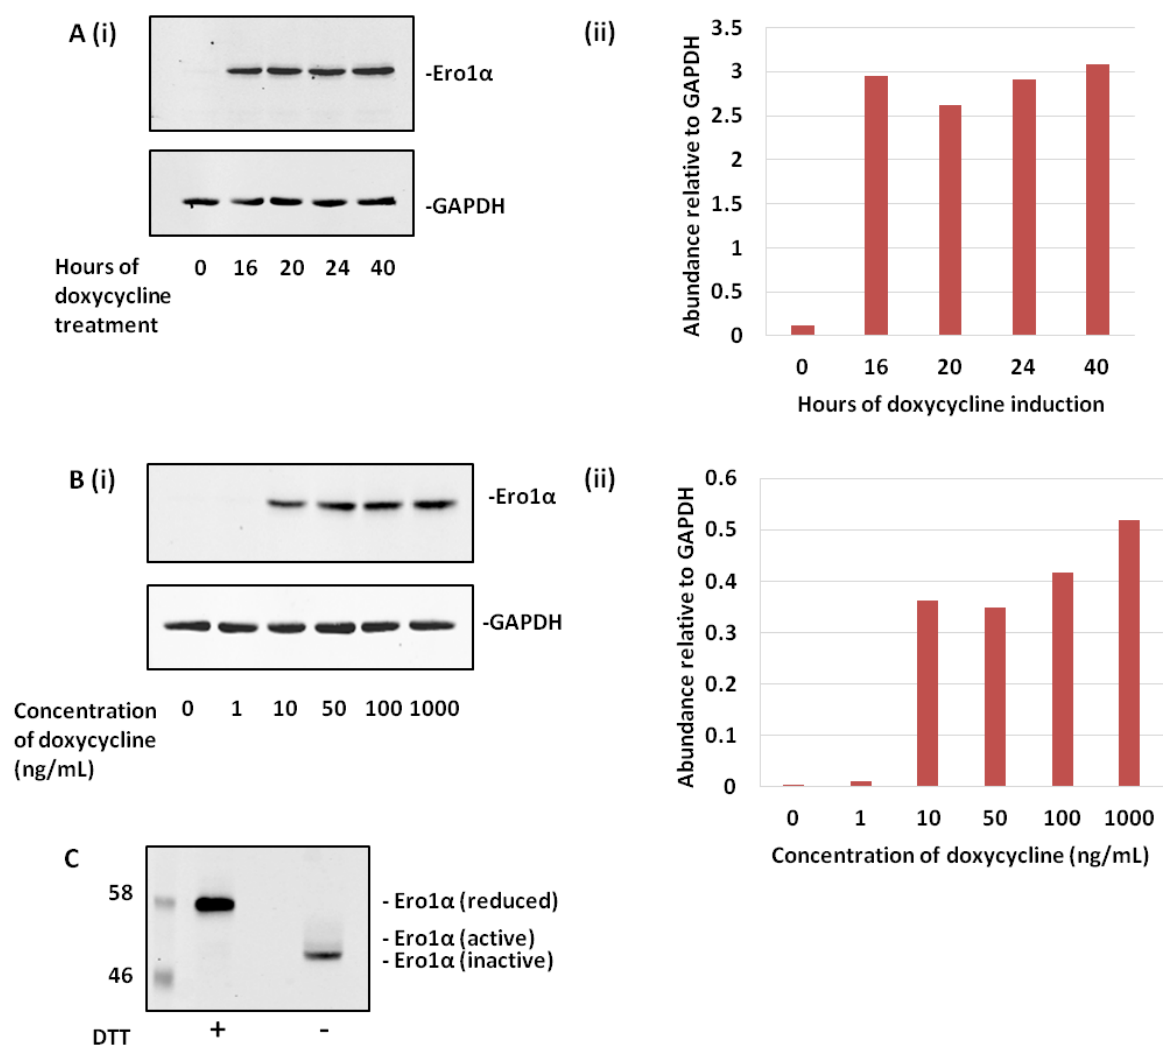 A (i)
-Ero1α
-GAPDH
Hours of
doxycycline
treatment
0 16 20 24 40
(ii)
Abundance relative to GAPDH
3.5
3
2.5
2
1.5
1
0.5
0
0 16 20 24 40
Hours of doxycycline induction
B (i)
-Ero1α
-GAPDH
Concentration
of doxycycline
(ng/mL)
0 1 10 50 100 1000
(ii)
Abundance relative to GAPDH
0.6
0.5
0.4
0.3
0.2
0.1
0
0 1 10 50 100 1000
Concentration of doxycycline (ng/mL)
C
58
46
- Ero1α (reduced)
- Ero1α (active)
- Ero1α (inactive)
DTT + -